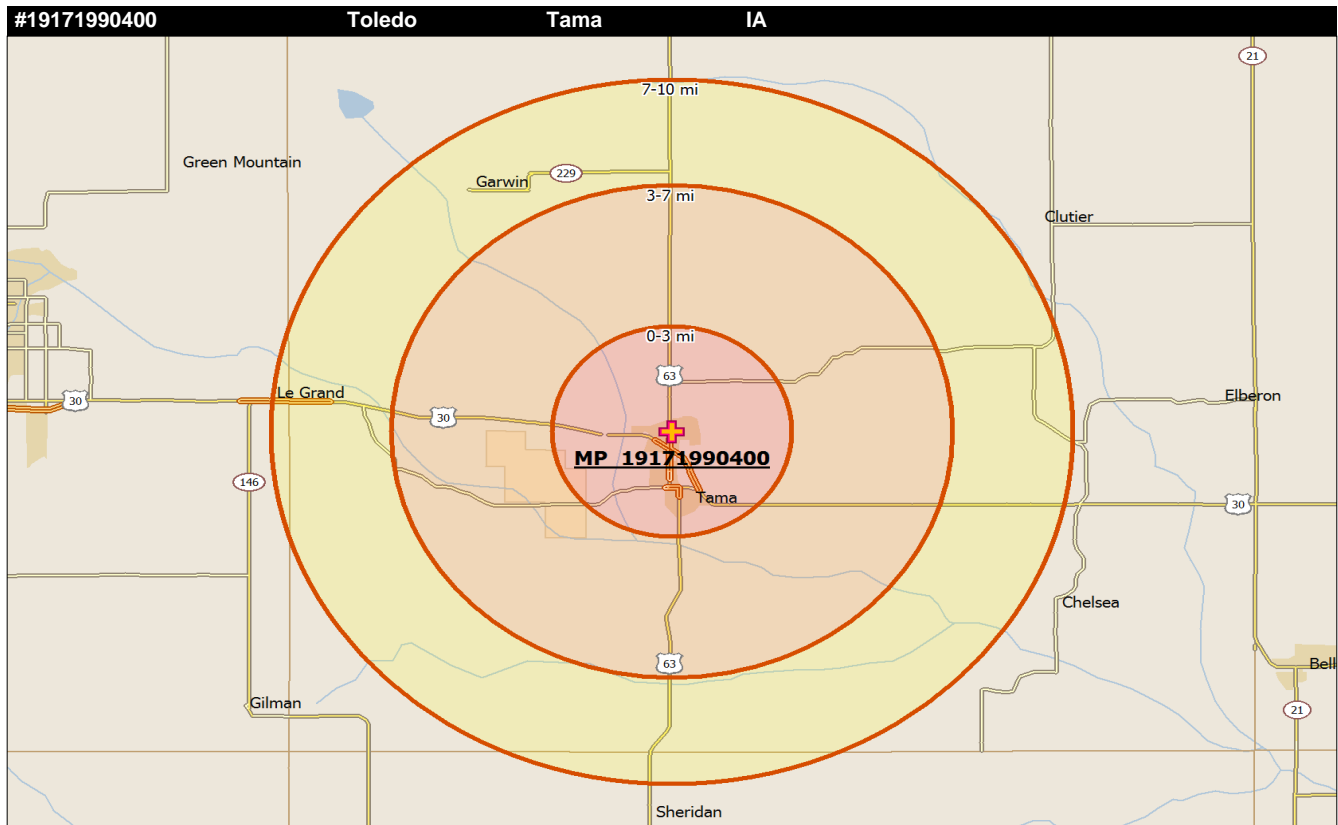 #19171990400 Toledo Tama IA
21
7-10 mi
Green Mountain
229
Garwin
3-7 mi
Clutier
0-3 mi
63
Le Grand
30
Elberon
30
MP 19171990400
146
Tama
30
Chelsea
63
Bell
Gilman
21
Sheridan